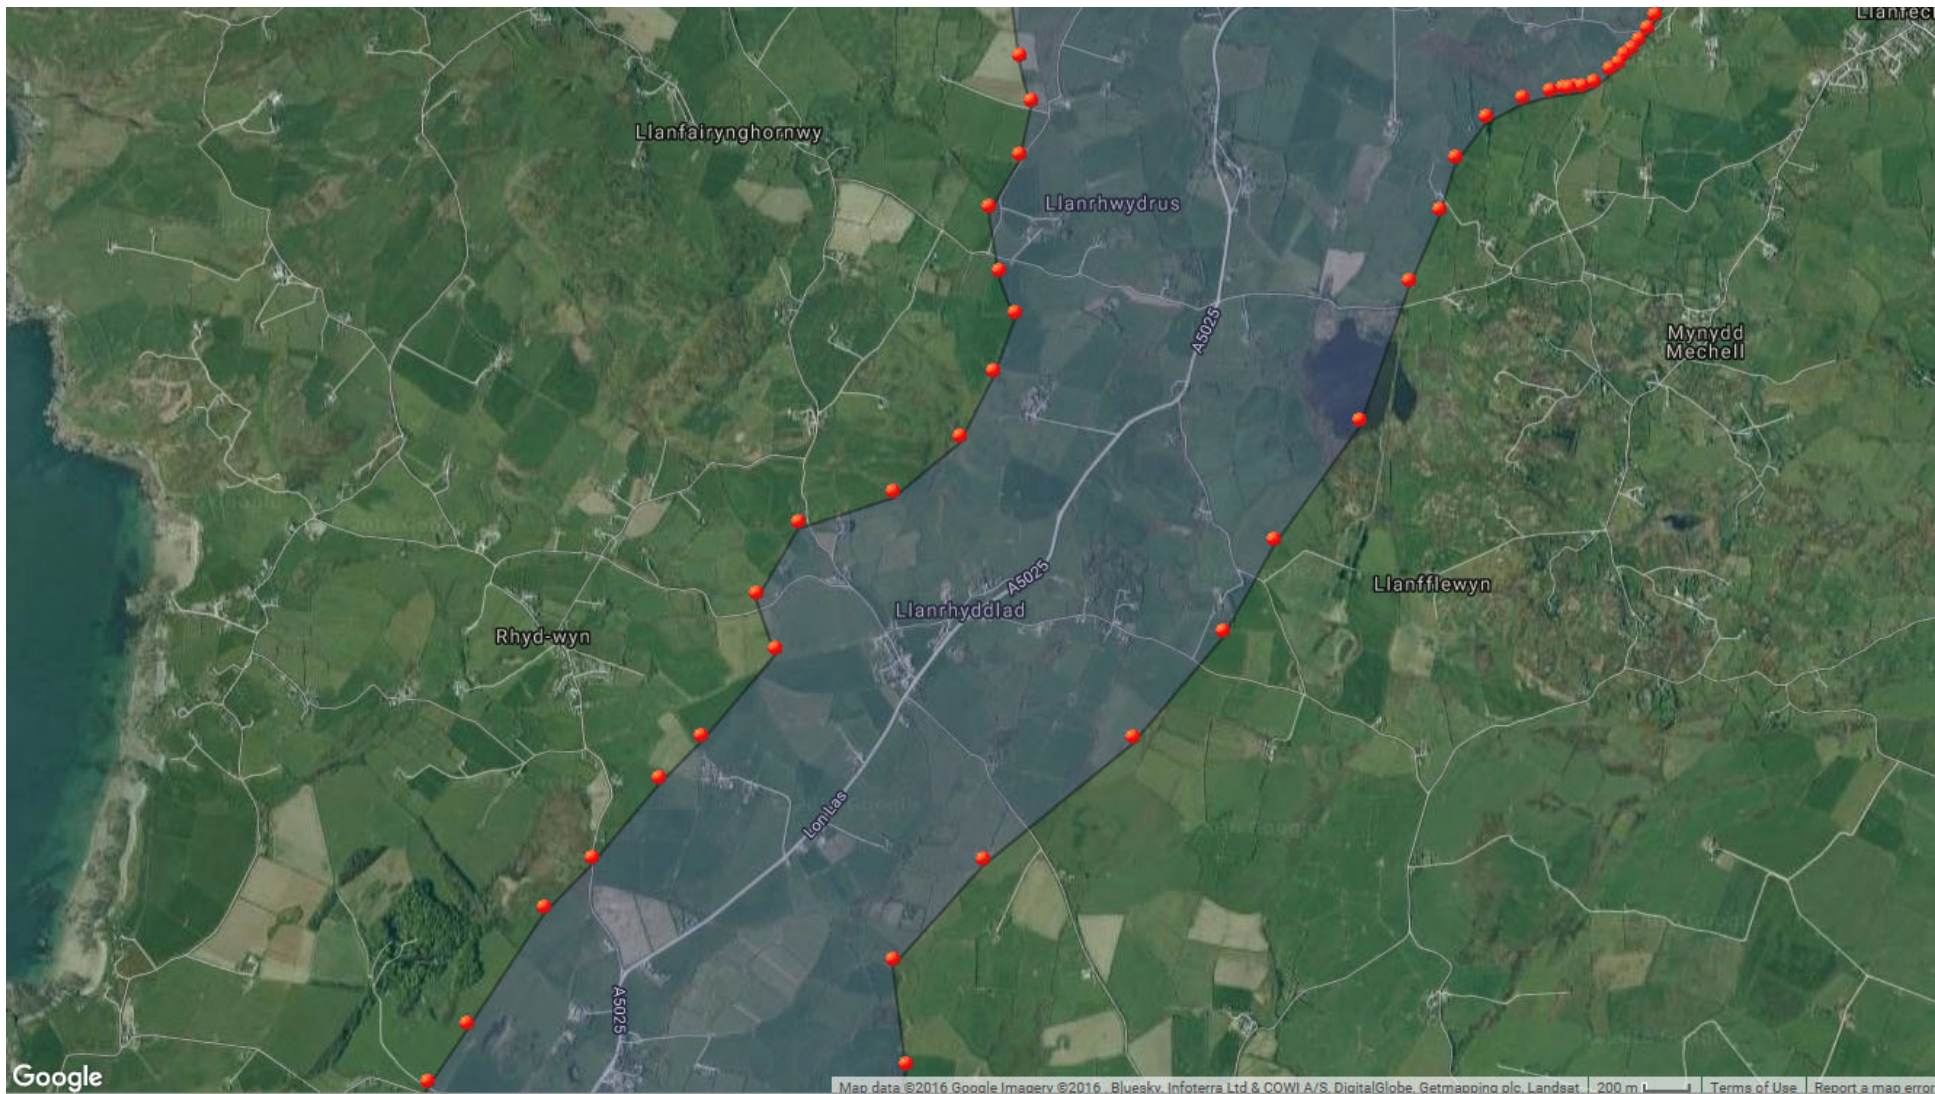 Llanfairynghornwy
Llanrhwydrus
A5025
Mynydd
Mechell
A5025
Llanfflewyn
Llanrhyddlad
Rhyd-wyn
Lon Las
A5025
Google
Map data ©2016 Google Imagery ©2016 , Bluesky, Infoterra Ltd & COWI A/S, DigitalGlobe, Getmapping plc, Landsat
200 m
Terms of Use
Report a map error